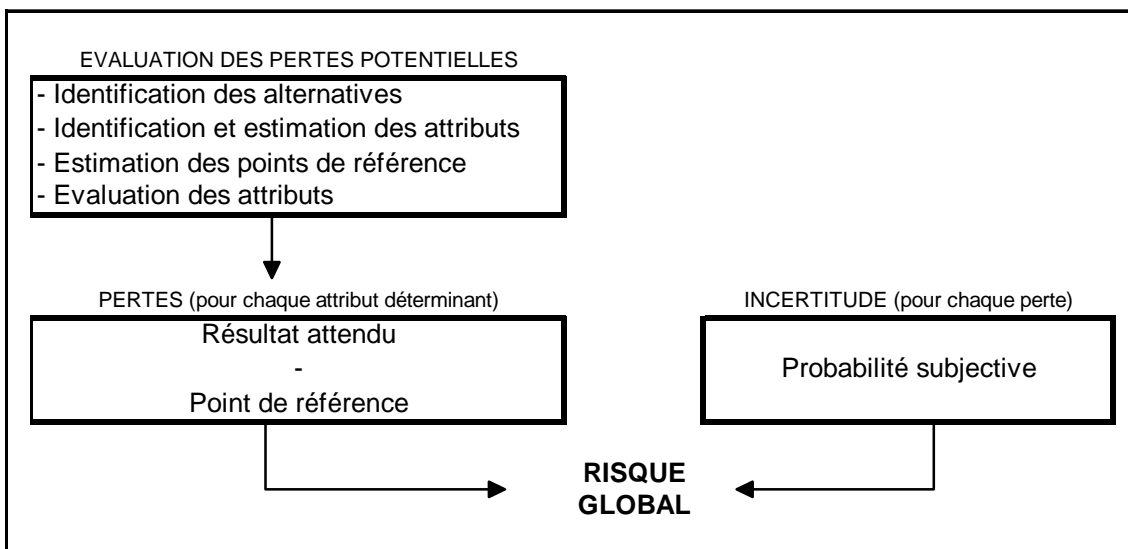 EVALUATION DES PERTES POTENTIELLES
- Identification des alternatives
- Identification et estimation des attributs
- Estimation des points de référence
- Evaluation des attributs
PERTES (pour chaque attribut déterminant)
Résultat attendu
-
Point de référence
INCERTITUDE (pour chaque perte)
Probabilité subjective
RISQUE
GLOBAL